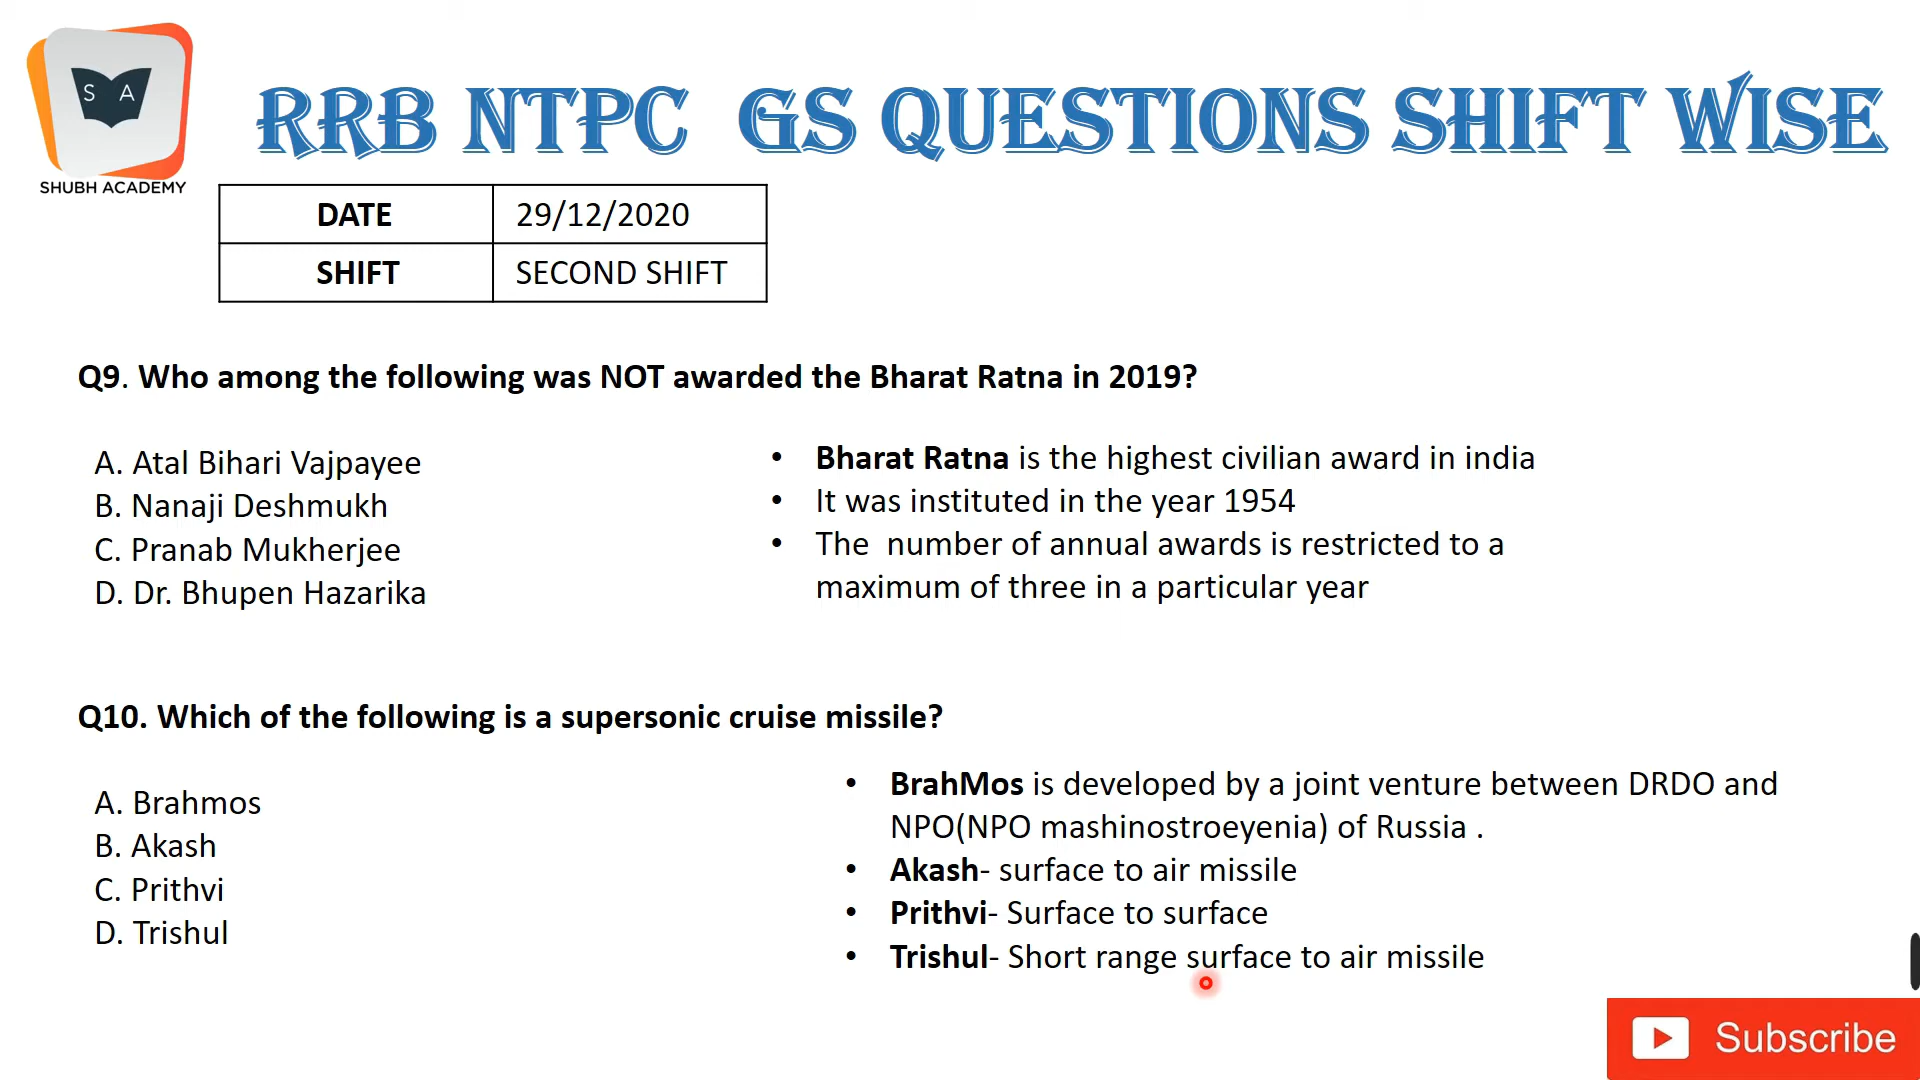 S A
SHUBH ACADEMY
RRB NTPC GS QUESTIONS SHIFT WISE
DATE 29/12/2020
SHIFT SECOND SHIFT
Q9. Who among the following was NOT awarded the Bharat Ratna in 2019?
A. Atal Bihari Vajpayee
B. Nanaji Deshmukh
C. Pranab Mukherjee
D. Dr. Bhupen Hazarika
• Bharat Ratna is the highest civilian award in india
• It was instituted in the year 1954
• The number of annual awards is restricted to a
maximum of three in a particular year
Q10. Which of the following is a supersonic cruise missile?
A. Brahmos
B. Akash
C. Prithvi
D. Trishul
• BrahMos is developed by a joint venture between DRDO and
NPO(NPO mashinostroeyenia) of Russia .
• Akash- surface to air missile
• Prithvi- Surface to surface
• Trishul- Short range surface to air missile
Subscribe